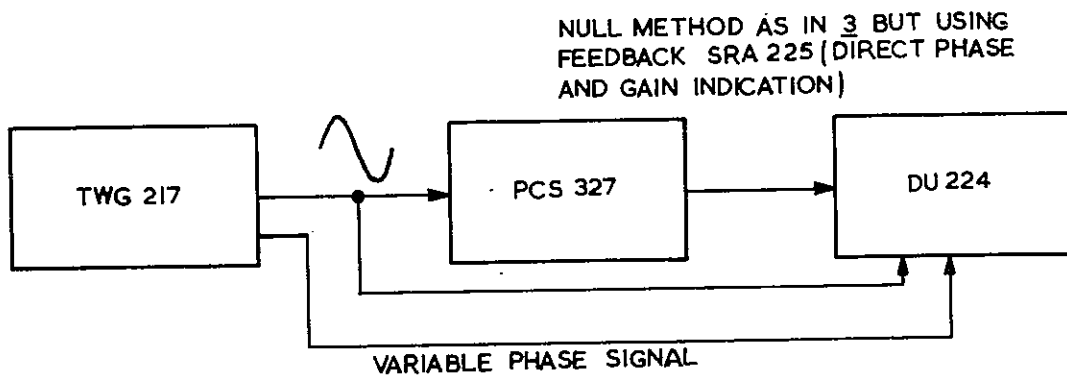 NULL METHOD AS IN 3 BUT USING
FEEDBACK SRA 225 (DIRECT PHASE
AND GAIN INDICATION)
TWG 217
PCS 327
DU 224
VARIABLE PHASE SIGNAL